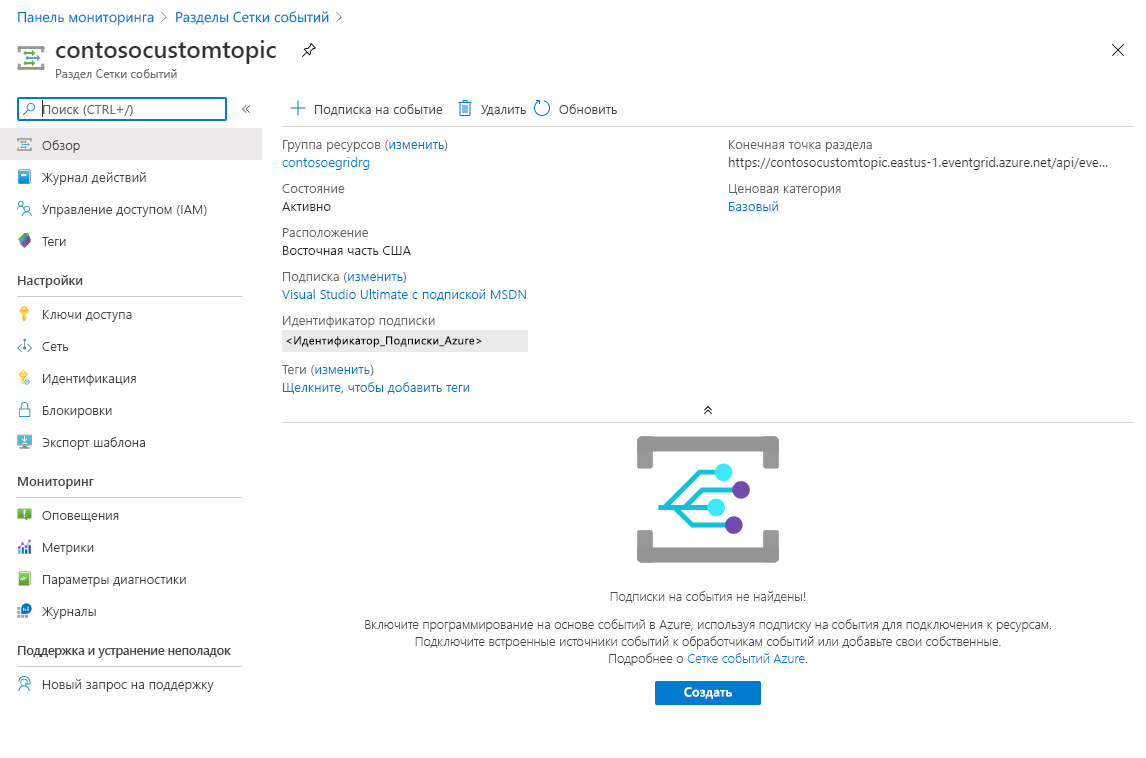 Панель мониторинга > Разделы Сетки событий >
contosocustomtopic
Раздел Сетки событий
Поиск (CTRL+/)
«
Обзор
Журнал действий
Управление доступом (IAM)
Теги
Настройки
Ключи доступа
Сеть
Идентификация
Блокировки
Экспорт шаблона
Мониторинг
Оповещения
Метрики
Параметры диагностики
Журналы
Поддержка и устранение неполадок
Новый запрос на поддержку
Подписка на событие Удалить Обновить
Группа ресурсов (изменить)
contosoegridrg
Состояние
Активно
Расположение
Восточная часть США
Подписка (изменить)
Visual Studio Ultimate с подпиской MSDN
Идентификатор подписки
<Идентификатор_Подписки_Azure>
Теги (изменить)
Щелкните, чтобы добавить теги
Конечная точка раздела
https://contosocustomtopic.eastus-1.eventgrid.azure.net/api/eve...
Ценовая категория
Базовый
Подписки на события не найдены!
Включите программирование на основе событий в Azure, используя подписку на события для подключения к ресурсам.
Подключите встроенные источники событий к обработчикам событий или добавьте свои собственные.
Подробнее о Сетке событий Azure.
Создать